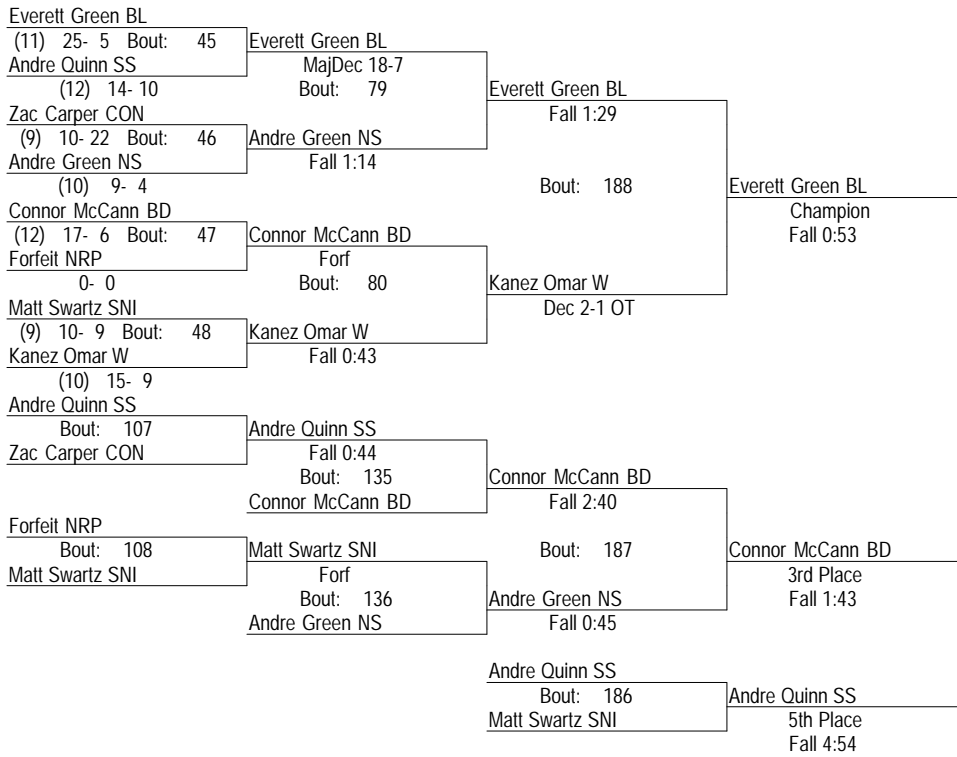 Everett Green BL
(11) 25- 5 Bout: 45 Everett Green BL
Andre Quinn SS MajDec 18-7
(12) 14- 10 Bout: 79 Everett Green BL
Zac Carper CON Fall 1:29
(9) 10- 22 Bout: 46 Andre Green NS
Andre Green NS Fall 1:14
(10) 9- 4 Bout: 188 Everett Green BL
Connor McCann BD Champion
(12) 17- 6 Bout: 47 Connor McCann BD Fall 0:53
Forfeit NRP Forf
0- 0 Bout: 80 Kanez Omar W
Matt Swartz SNI Dec 2-1 OT
(9) 10- 9 Bout: 48 Kanez Omar W
Kanez Omar W Fall 0:43
(10) 15- 9
Andre Quinn SS
Bout: 107 Andre Quinn SS
Zac Carper CON Fall 0:44
Bout: 135 Connor McCann BD
Connor McCann BD Fall 2:40
Forfeit NRP
Bout: 108 Matt Swartz SNI Bout: 187 Connor McCann BD
Matt Swartz SNI Forf 3rd Place
Bout: 136 Andre Green NS Fall 1:43
Andre Green NS Fall 0:45
Andre Quinn SS
Bout: 186 Andre Quinn SS
Matt Swartz SNI 5th Place
Fall 4:54